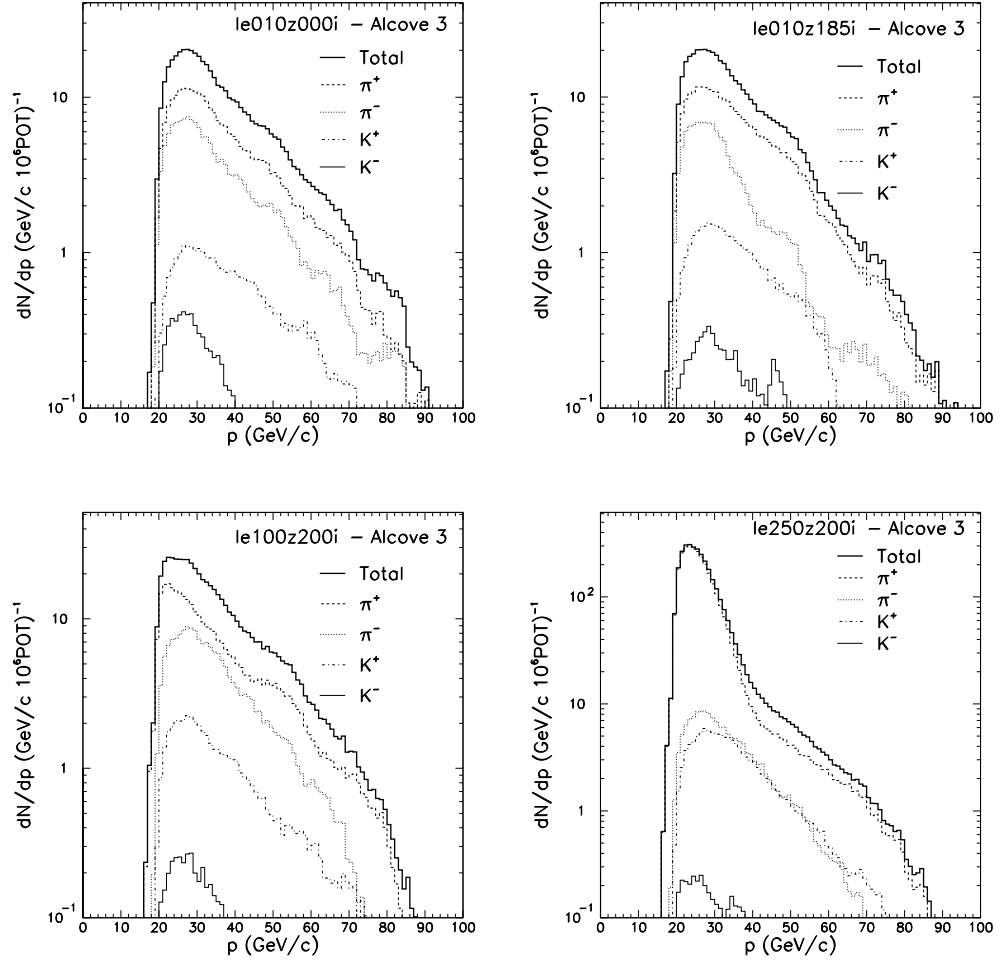 le010z000i – Alcove 3
Total
π⁺
π⁻
K⁺
K⁻
10
1
10⁻¹
dN/dp (GeV/c 10⁶POT)⁻¹
0 10 20 30 40 50 60 70 80 90 100
p (GeV/c)
le010z185i – Alcove 3
Total
π⁺
π⁻
K⁺
K⁻
10
1
10⁻¹
dN/dp (GeV/c 10⁶POT)⁻¹
0 10 20 30 40 50 60 70 80 90 100
p (GeV/c)
le100z200i – Alcove 3
Total
π⁺
π⁻
K⁺
K⁻
10
1
10⁻¹
dN/dp (GeV/c 10⁶POT)⁻¹
0 10 20 30 40 50 60 70 80 90 100
p (GeV/c)
le250z200i – Alcove 3
Total
π⁺
π⁻
K⁺
K⁻
10²
10
1
10⁻¹
dN/dp (GeV/c 10⁶POT)⁻¹
0 10 20 30 40 50 60 70 80 90 100
p (GeV/c)